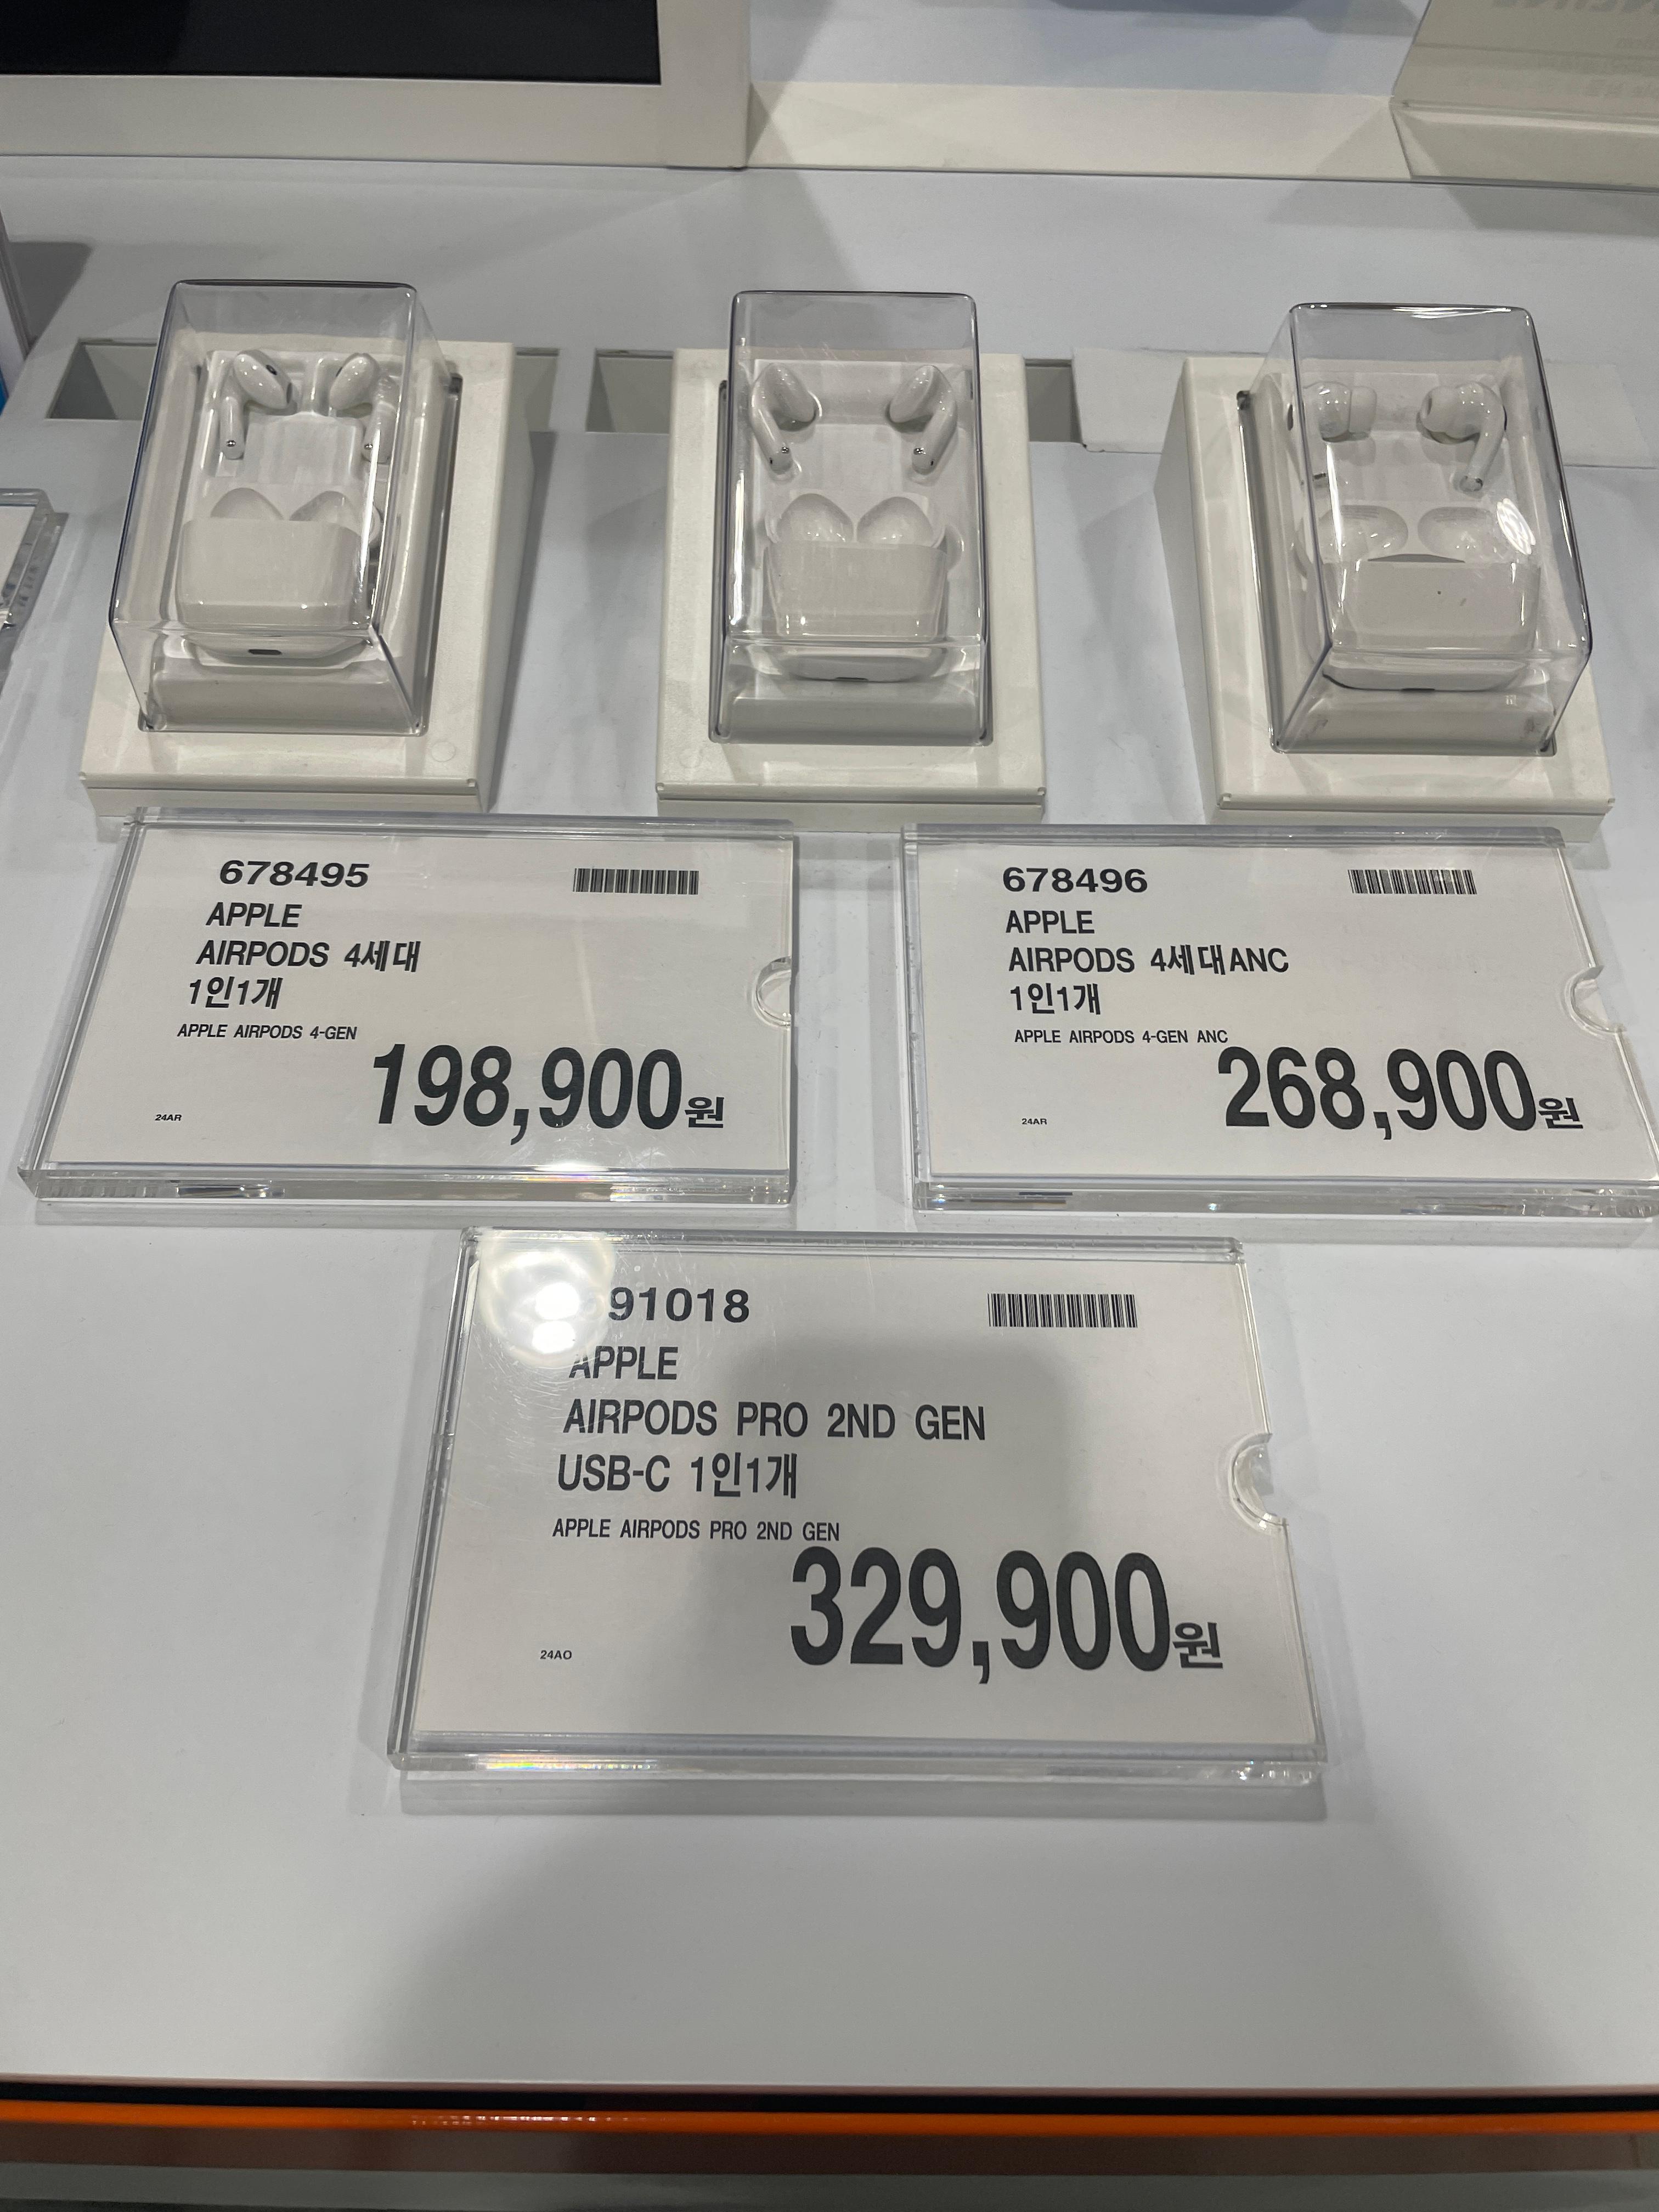 678495
APPLE
AIRPODS 4세대
1인1개
APPLE AIRPODS 4-GEN
198,900원
24AR
678496
APPLE
AIRPODS 4세대ANC
1인1개
APPLE AIRPODS 4-GEN ANC
268,900원
24AR
91018
APPLE
AIRPODS PRO 2ND GEN
USB-C 1인1개
APPLE AIRPODS PRO 2ND GEN
329,900원
24AO